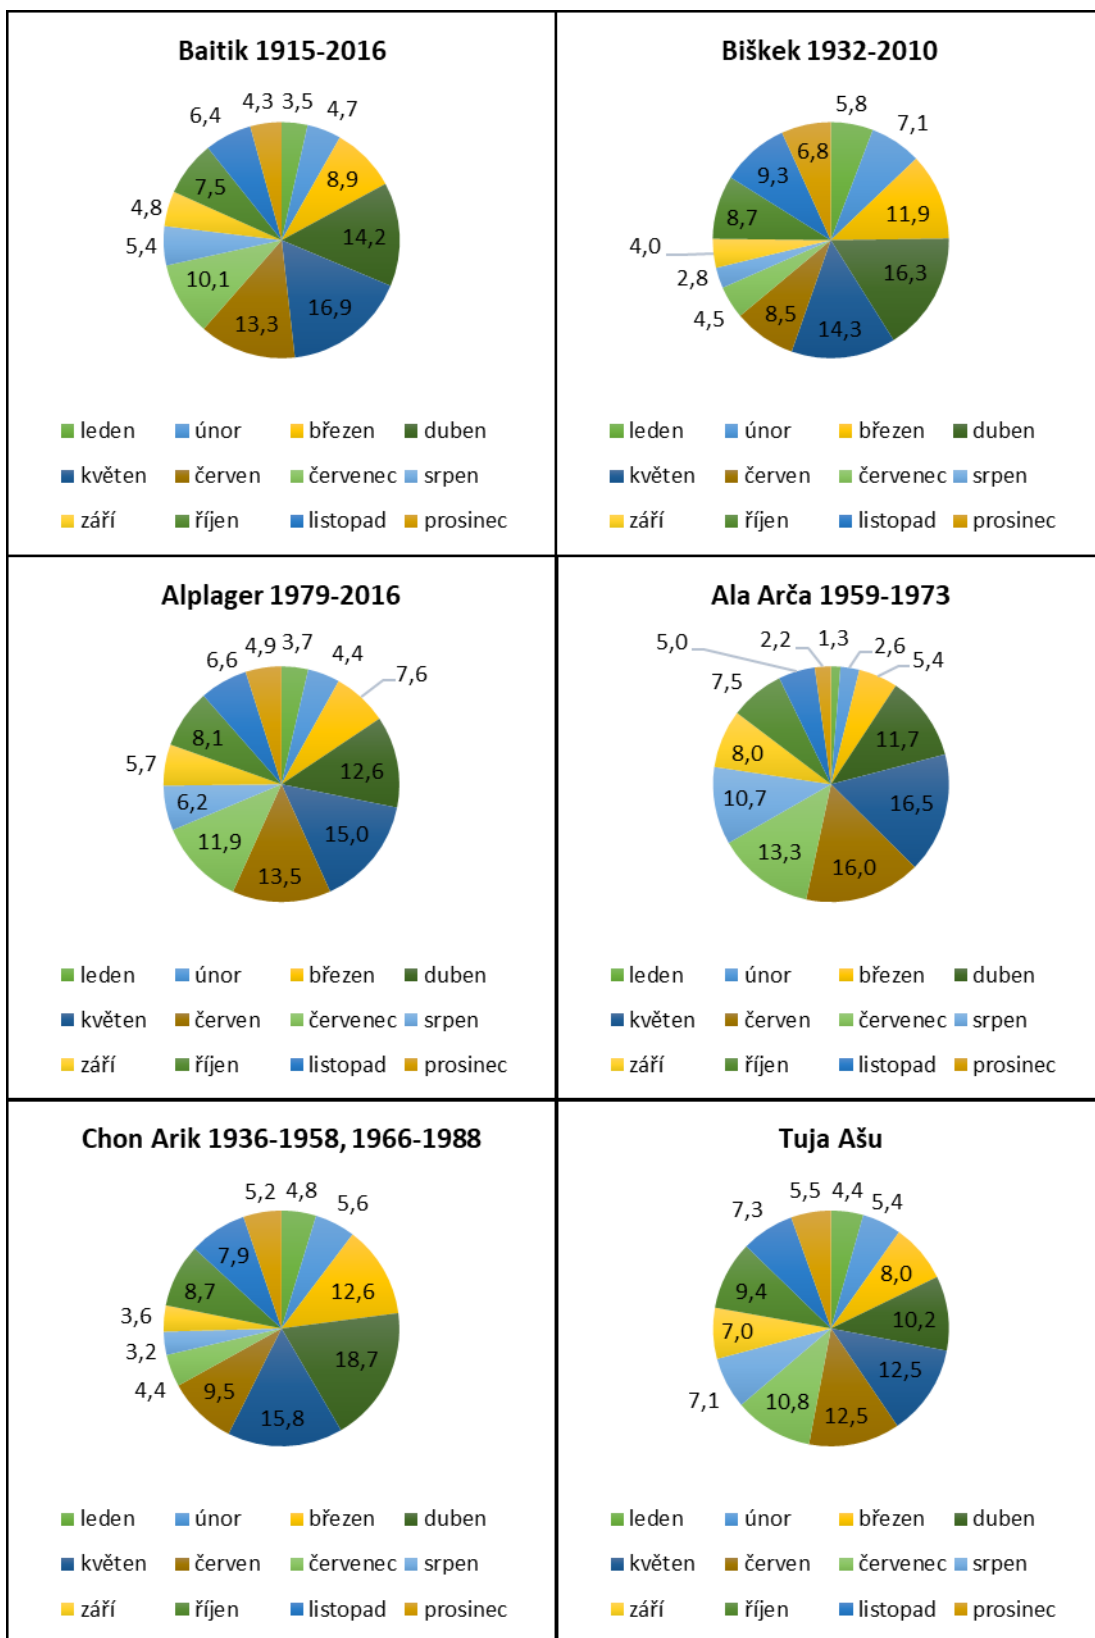 Baitik 1915-2016
4,3 3,5
6,4 4,7
8,9
7,5
4,8
14,2
5,4
10,1
16,9
13,3
leden únor březen duben
květen červen červenec srpen
září říjen listopad prosinec
Biškek 1932-2010
5,8
7,1
6,8
9,3
11,9
8,7
4,0
16,3
2,8
4,5 8,5
14,3
leden únor březen duben
květen červen červenec srpen
září říjen listopad prosinec
Alplager 1979-2016
4,9 3,7
6,6 4,4
7,6
8,1
5,7
12,6
6,2
15,0
11,9
13,5
leden únor březen duben
květen červen červenec srpen
září říjen listopad prosinec
Ala Arča 1959-1973
5,0 2,2 1,3 2,6
5,4
7,5
11,7
8,0
10,7 16,5
13,3 16,0
leden únor březen duben
květen červen červenec srpen
září říjen listopad prosinec
Chon Arik 1936-1958, 1966-1988
5,2 4,8
5,6
7,9
12,6
8,7
3,6
3,2 18,7
4,4 9,5
15,8
leden únor březen duben
květen červen červenec srpen
září říjen listopad prosinec
Tuja Ašu
5,5 4,4
7,3 5,4
8,0
9,4
10,2
7,0
12,5
7,1 10,8
12,5
leden únor březen duben
květen červen červenec srpen
září říjen listopad prosinec